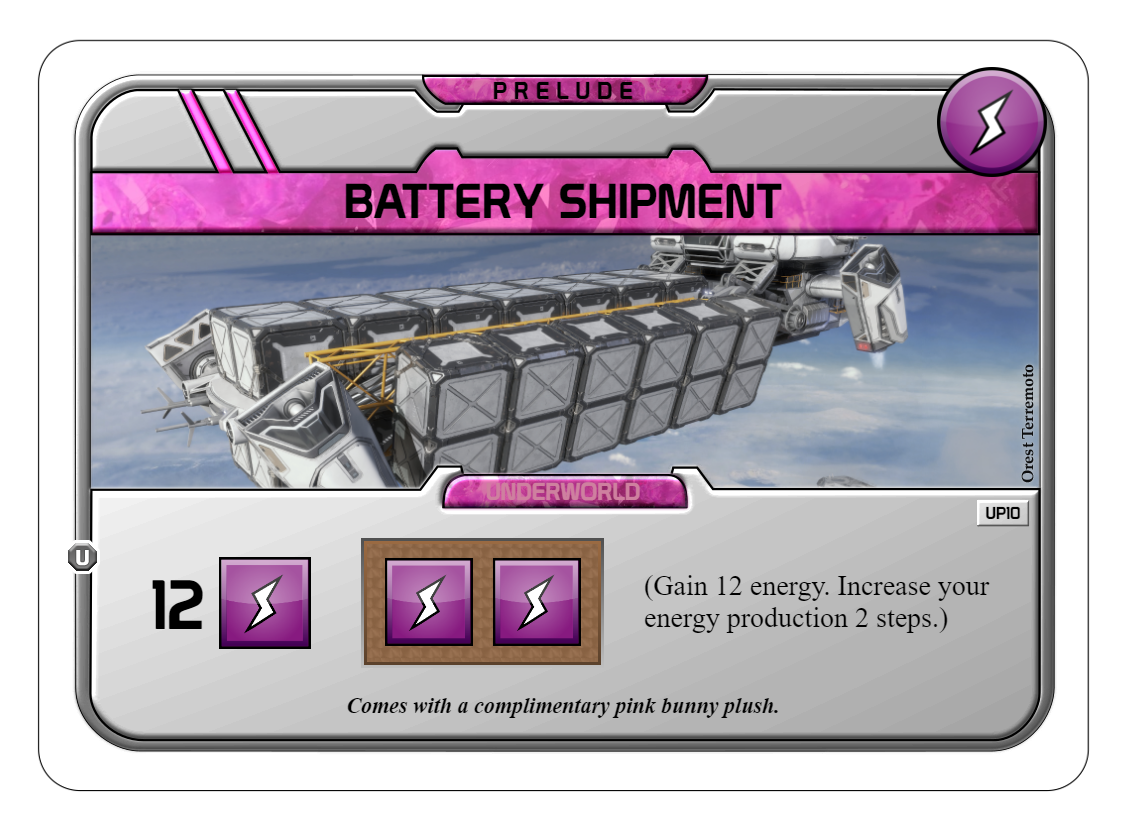 PRELUDE
BATTERY SHIPMENT
Orest Terremoto
UNDERWORLD
UP10
U
12
(Gain 12 energy. Increase your
energy production 2 steps.)
Comes with a complimentary pink bunny plush.